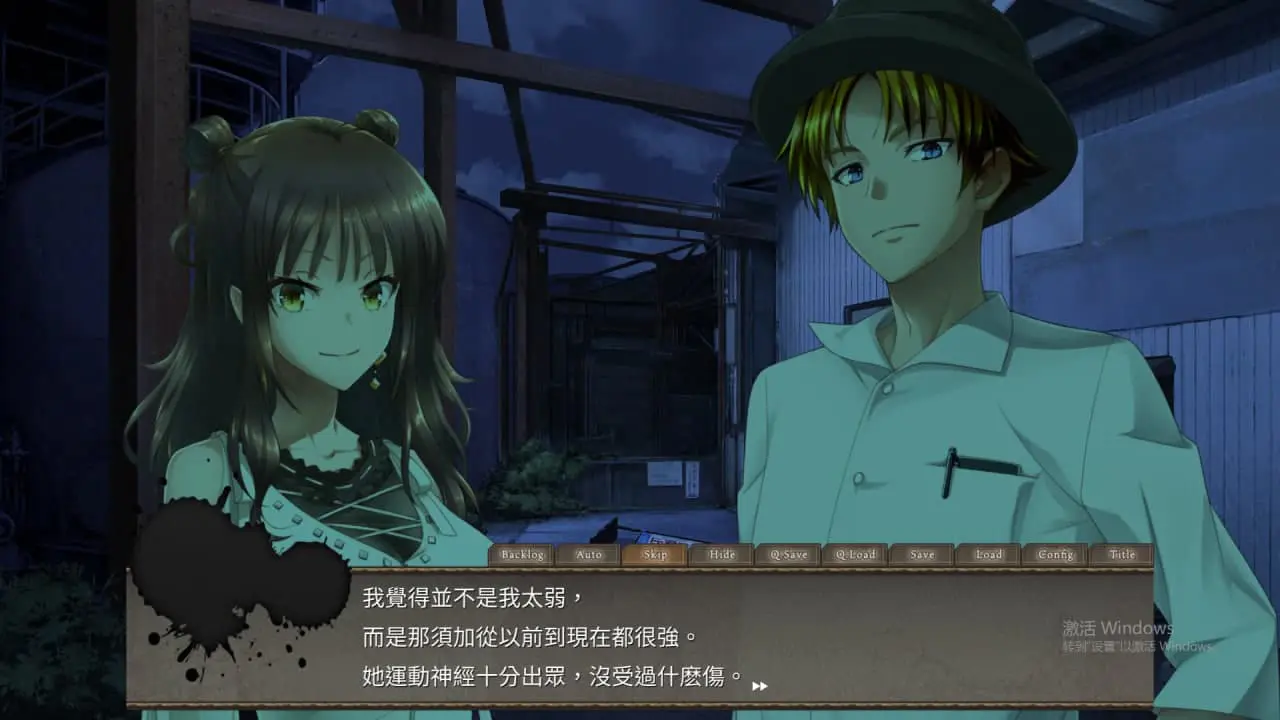 Backlog
Auto
Skip
Hide
Q-Save
Q-Load
Save
Load
Config
Title
我覺得並不是我太弱，
而是那須加從以前到現在都很強。
她運動神經十分出眾，沒受過什麽傷。
激活 Windows
转到"设置"以激活 Windows。